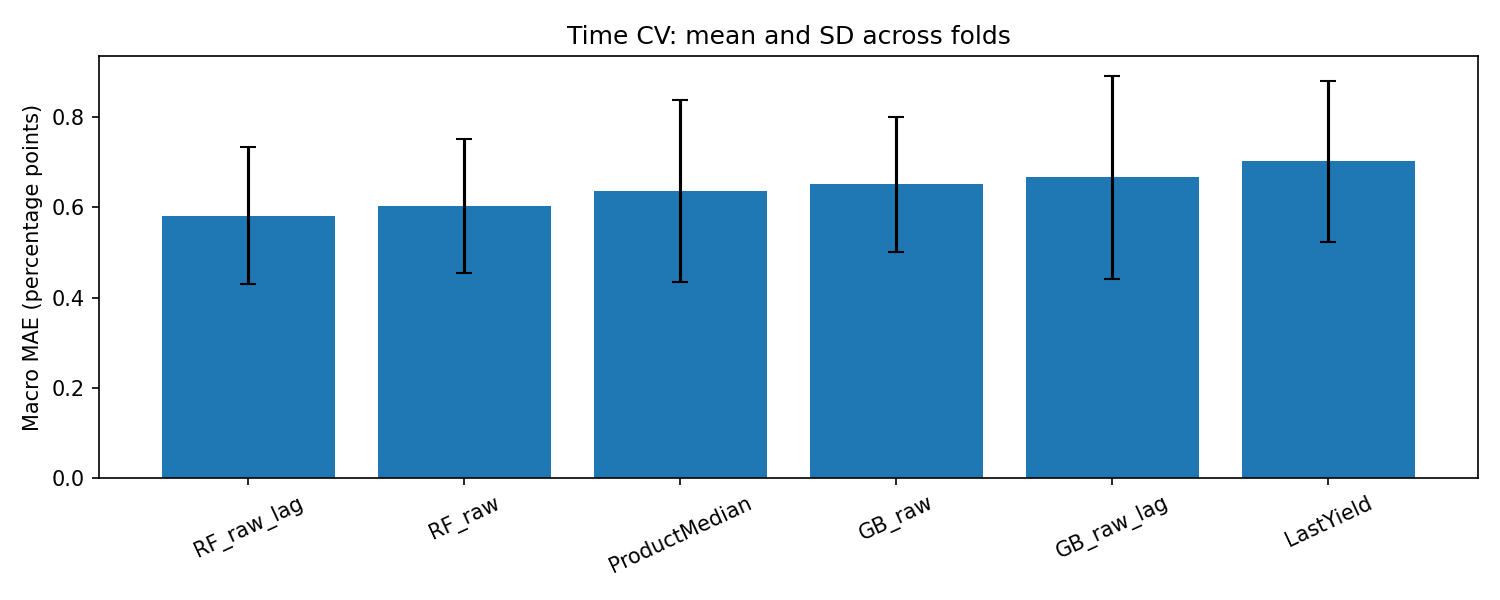 Time CV: mean and SD across folds
Macro MAE (percentage points)
0.8
0.6
0.4
0.2
0.0
RF_raw_lag
RF_raw
ProductMedian
GB_raw
GB_raw_lag
LastYield